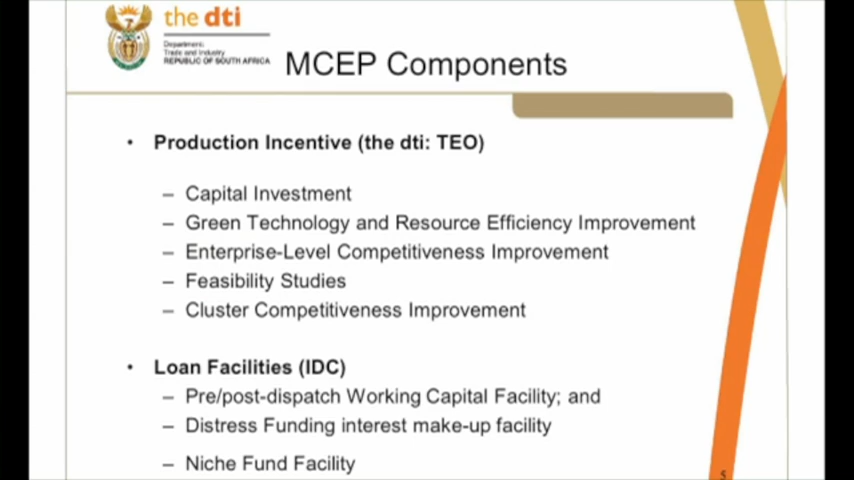 the dti
Department:
Trade and Industry
REPUBLIC OF SOUTH AFRICA
MCEP Components
• Production Incentive (the dti: TEO)
– Capital Investment
– Green Technology and Resource Efficiency Improvement
– Enterprise-Level Competitiveness Improvement
– Feasibility Studies
– Cluster Competitiveness Improvement
• Loan Facilities (IDC)
– Pre/post-dispatch Working Capital Facility; and
– Distress Funding interest make-up facility
– Niche Fund Facility
5